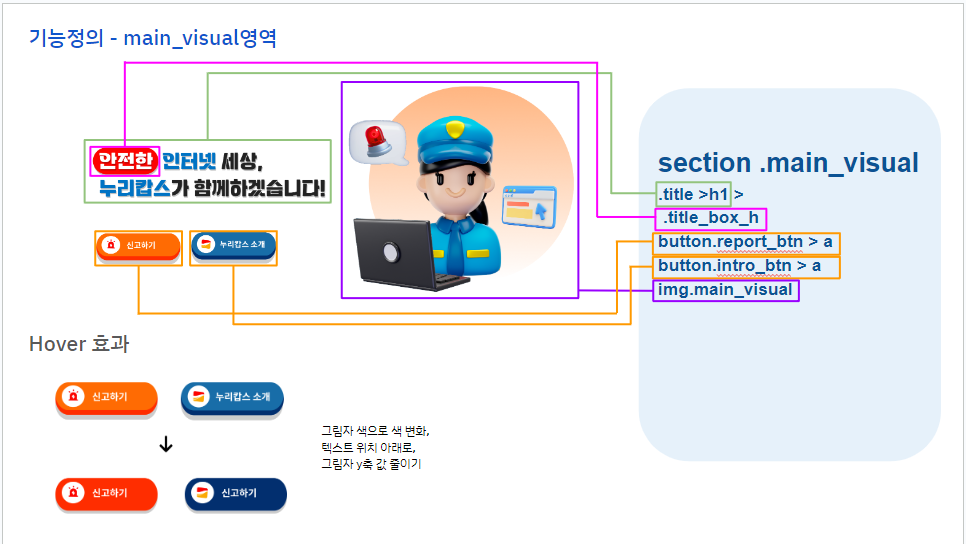 기능정의 - main_visual영역
안전한 인터넷 세상,
누리캅스가 함께하겠습니다!
신고하기
누리캅스 소개
section .main_visual
.title >h1 >
.title_box_h
button.report_btn > a
button.intro_btn > a
img.main_visual
Hover 효과
신고하기
누리캅스 소개
그림자 색으로 색 변화,
텍스트 위치 아래로,
그림자 y축 값 줄이기
신고하기
신고하기